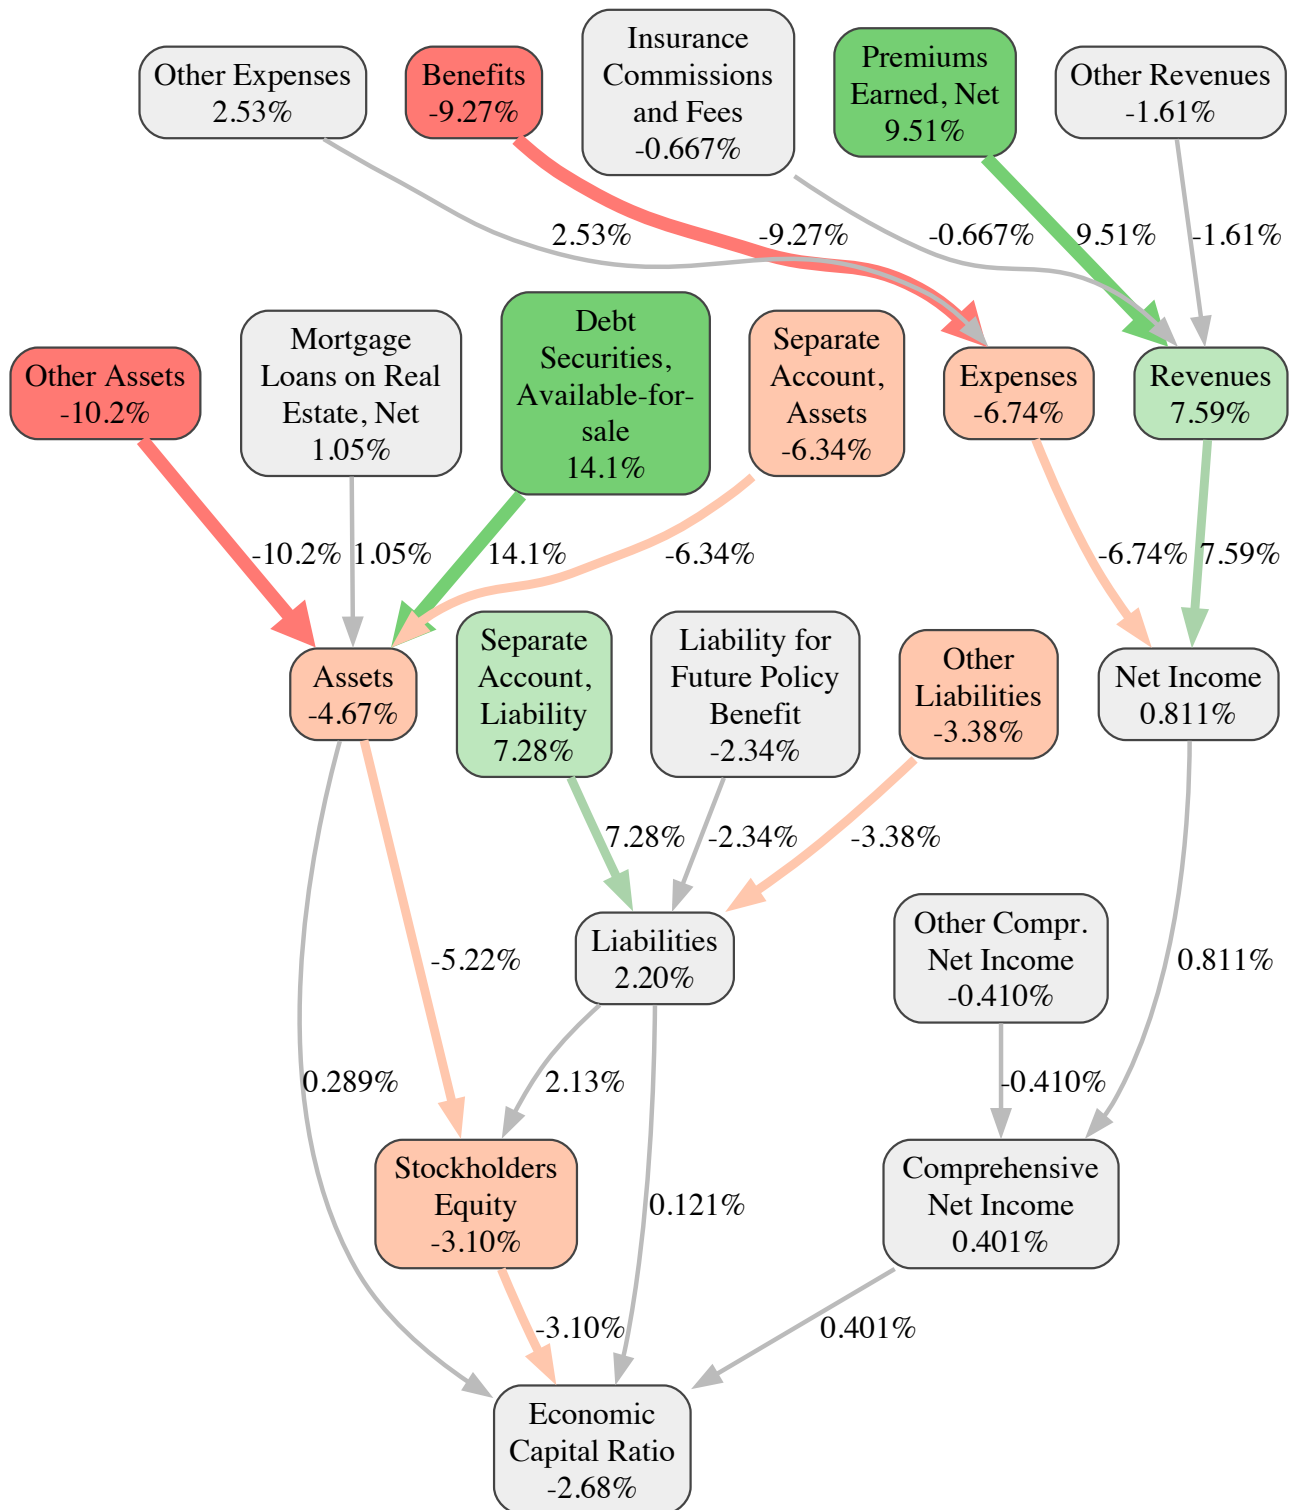 Other Expenses
2.53%
Benefits
-9.27%
Insurance
Commissions
and Fees
-0.667%
Premiums
Earned, Net
9.51%
Other Revenues
-1.61%
2.53%
-9.27%
-0.667%
9.51%
-1.61%
Other Assets
-10.2%
Mortgage
Loans on Real
Estate, Net
1.05%
Debt
Securities,
Available-for-
sale
14.1%
Separate
Account,
Assets
-6.34%
Expenses
-6.74%
Revenues
7.59%
-10.2%
1.05%
14.1%
-6.34%
-6.74%
7.59%
Assets
-4.67%
Separate
Account,
Liability
7.28%
Liability for
Future Policy
Benefit
-2.34%
Other
Liabilities
-3.38%
Net Income
0.811%
7.28%
-2.34%
-3.38%
-5.22%
Liabilities
2.20%
Other Compr.
Net Income
-0.410%
0.811%
0.289%
2.13%
-0.410%
Stockholders
Equity
-3.10%
0.121%
Comprehensive
Net Income
0.401%
-3.10%
0.401%
Economic
Capital Ratio
-2.68%